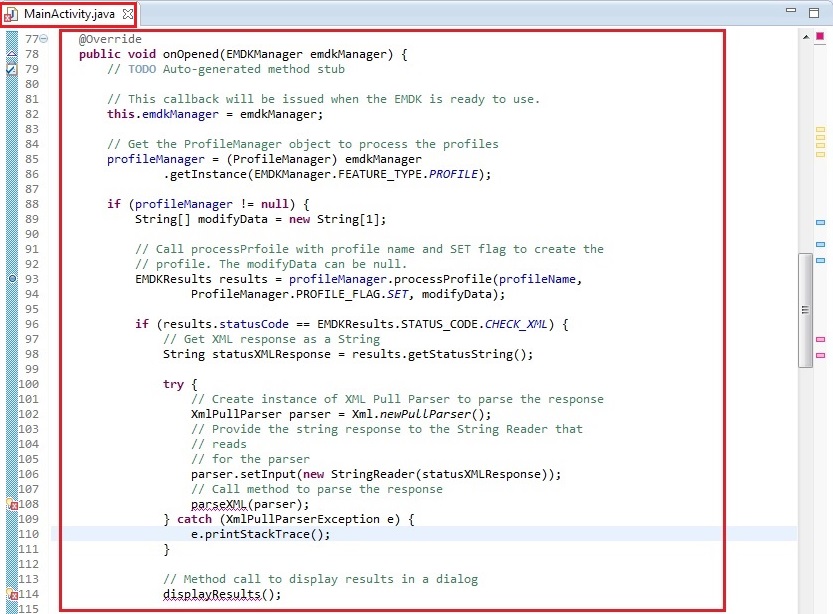 MainActivity.java
77 @Override
78 public void onOpened(EMDKManager emdkManager) {
79 // TODO Auto-generated method stub
80
81 // This callback will be issued when the EMDK is ready to use.
82 this.emdkManager = emdkManager;
83
84 // Get the ProfileManager object to process the profiles
85 profileManager = (ProfileManager) emdkManager
86 .getInstance(EMDKManager.FEATURE_TYPE.PROFILE);
87
88 if (profileManager != null) {
89 String[] modifyData = new String[1];
90
91 // Call processPrfoile with profile name and SET flag to create the
92 // profile. The modifyData can be null.
93 EMDKResults results = profileManager.processProfile(profileName,
94 ProfileManager.PROFILE_FLAG.SET, modifyData);
95
96 if (results.statusCode == EMDKResults.STATUS_CODE.CHECK_XML) {
97 // Get XML response as a String
98 String statusXMLResponse = results.getStatusString();
99
100 try {
101 // Create instance of XML Pull Parser to parse the response
102 XmlPullParser parser = Xml.newPullParser();
103 // Provide the string response to the String Reader that
104 // reads
105 // for the parser
106 parser.setInput(new StringReader(statusXMLResponse));
107 // Call method to parse the response
108 parseXML(parser);
109 } catch (XmlPullParserException e) {
110 e.printStackTrace();
111 }
112
113 // Method call to display results in a dialog
114 displayResults();
115